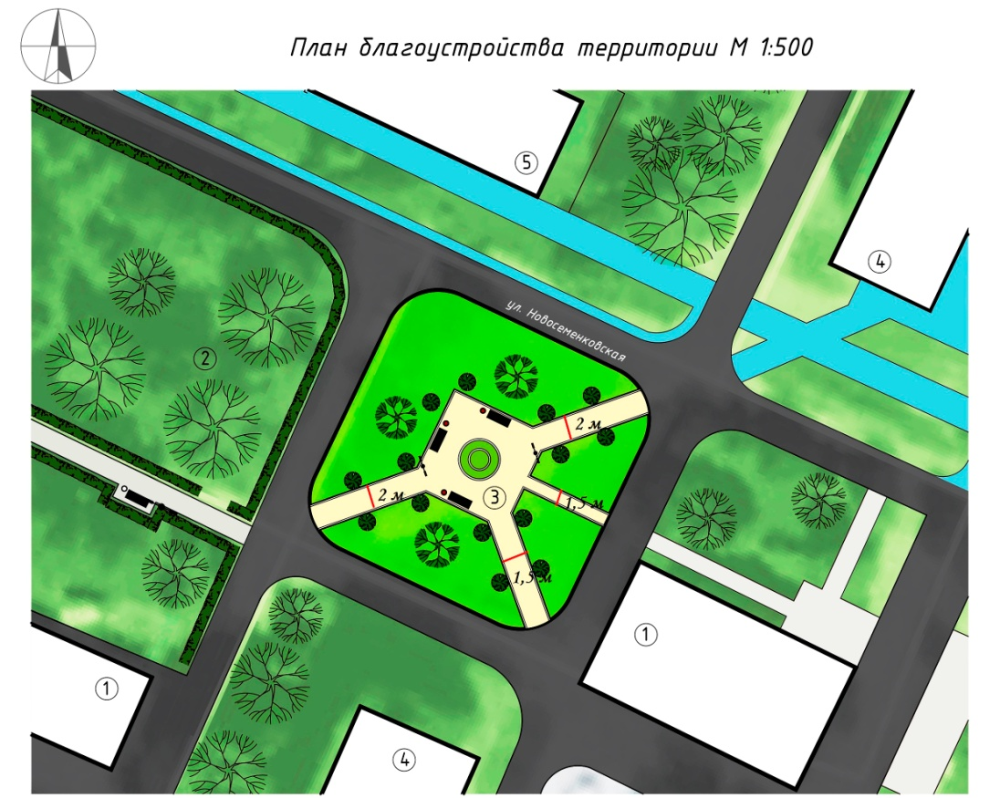 План благоустройства территории М 1:500
5
4
ул. Новосеменковская
2
2 м
2 м
3
1,5 м
1,5 м
1
1
4